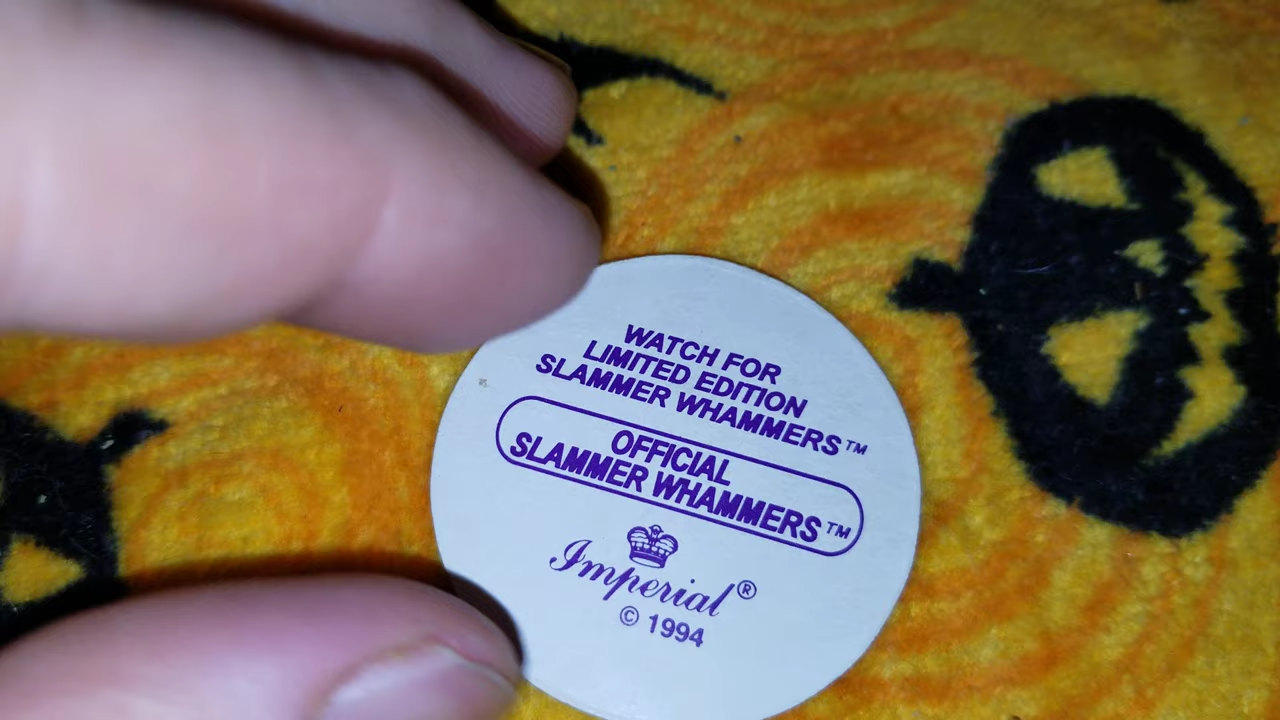 WATCH FOR
LIMITED EDITION
SLAMMER WHAMMERS™
OFFICIAL
SLAMMER WHAMMERS™
Imperial®
© 1994